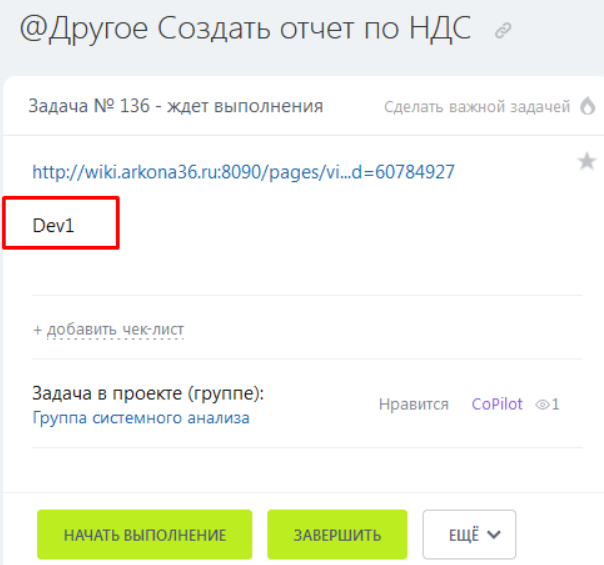 @Другое Создать отчет по НДС
Задача № 136 - ждет выполнения
Сделать важной задачей
http://wiki.arkona36.ru:8090/pages/vi...d=60784927
Dev1
+ добавить чек-лист
Задача в проекте (группе):
Группа системного анализа
Нравится CoPilot 1
НАЧАТЬ ВЫПОЛНЕНИЕ ЗАВЕРШИТЬ ЕЩЁ